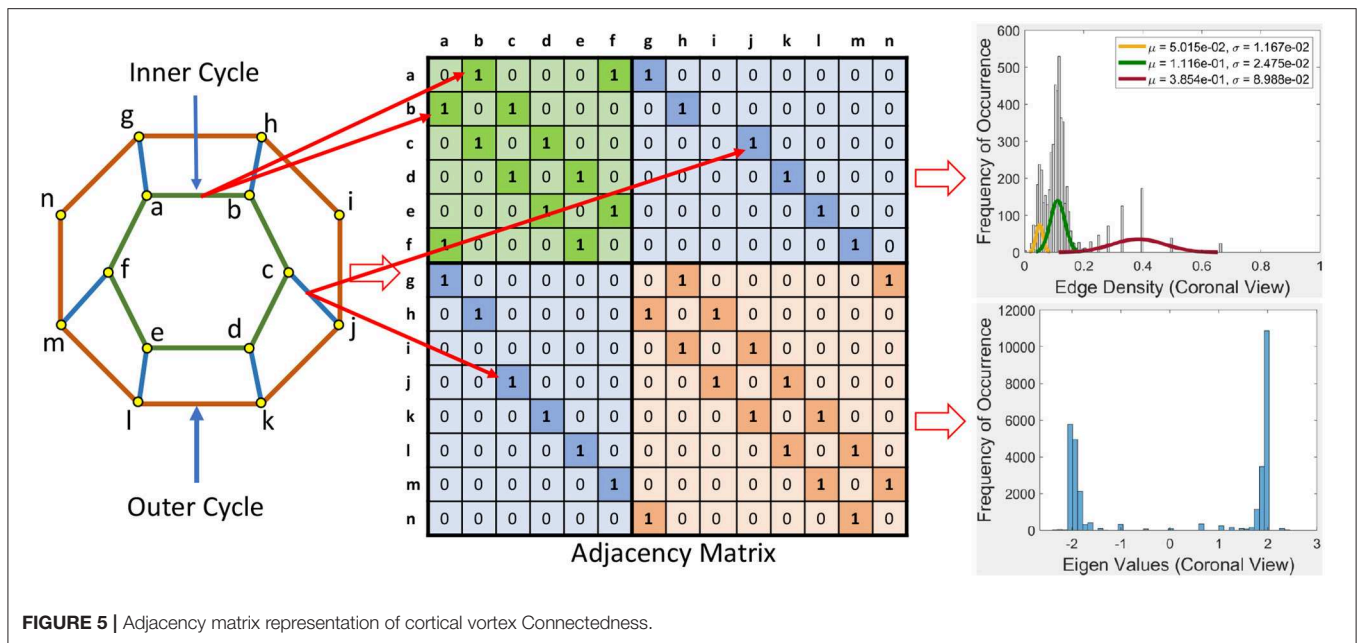 Inner Cycle
g
h
n
a
b
i
f
c
m
e
d
j
l
k
Outer Cycle
a b c d e f g h i j k l m n
a 0 1 0 0 0 1 1 0 0 0 0 0 0 0
b 1 0 1 0 0 0 0 1 0 0 0 0 0 0
c 0 1 0 1 0 0 0 0 0 1 0 0 0 0
d 0 0 1 0 1 0 0 0 0 0 1 0 0 0
e 0 0 0 1 0 1 0 0 0 0 0 1 0 0
f 1 0 0 0 1 0 0 0 0 0 0 0 1 0
g 1 0 0 0 0 0 0 1 0 0 0 0 0 1
h 0 1 0 0 0 0 1 0 1 0 0 0 0 0
i 0 0 0 0 0 0 0 1 0 1 0 0 0 0
j 0 0 1 0 0 0 0 0 1 0 1 0 0 0
k 0 0 0 1 0 0 0 0 0 1 0 1 0 0
l 0 0 0 0 1 0 0 0 0 0 1 0 1 0
m 0 0 0 0 0 1 0 0 0 0 0 1 0 1
n 0 0 0 0 0 0 1 0 0 0 0 0 1 0
Adjacency Matrix
Frequency of Occurrence
600
500
400
300
200
100
0
μ = 5.015e-02, σ = 1.167e-02
μ = 1.116e-01, σ = 2.475e-02
μ = 3.854e-01, σ = 8.988e-02
0 0.2 0.4 0.6 0.8 1
Edge Density (Coronal View)
Frequency of Occurrence
12000
10000
8000
6000
4000
2000
0
-2 -1 0 1 2 3
Eigen Values (Coronal View)
FIGURE 5 | Adjacency matrix representation of cortical vortex Connectedness.